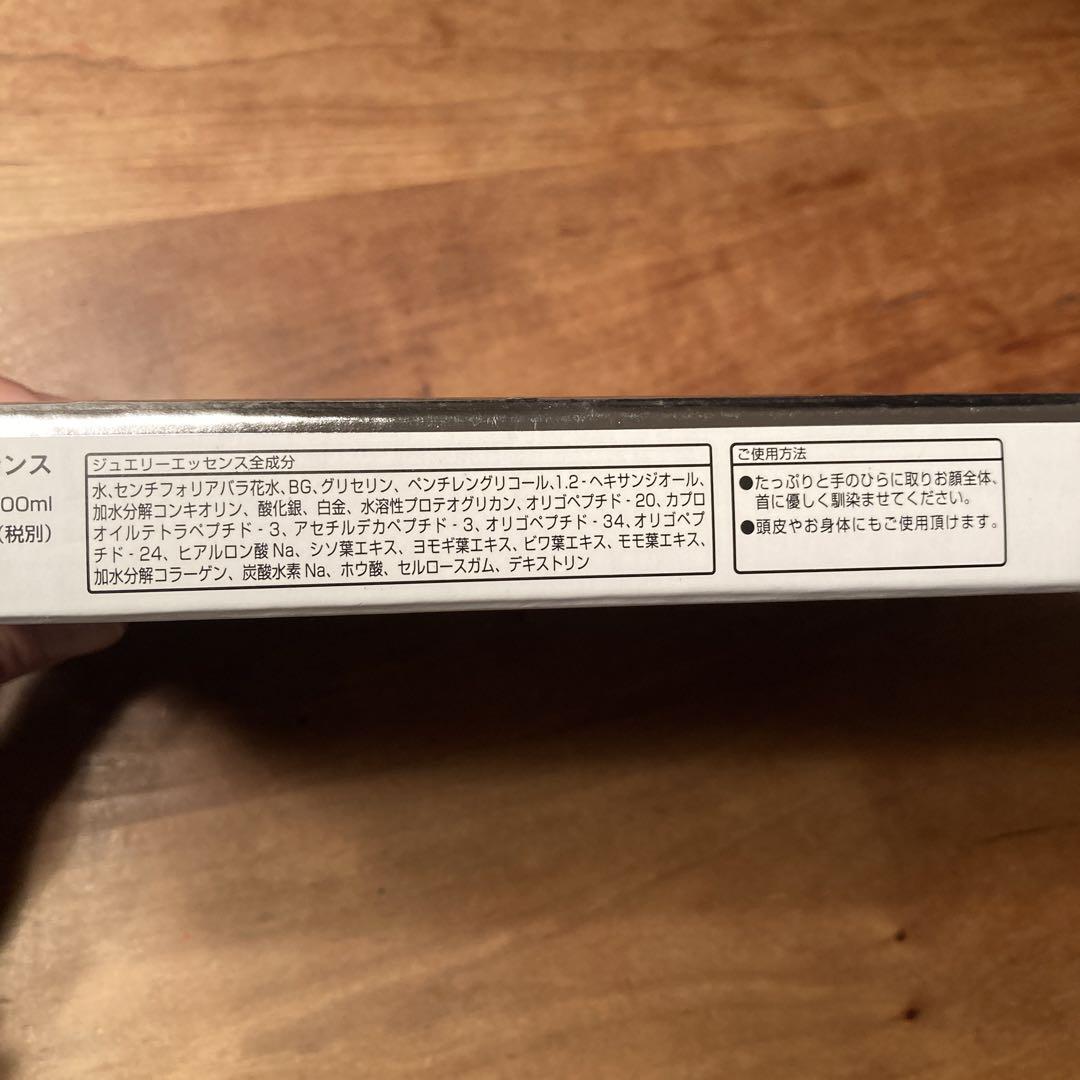 ンス
00ml
(税別)
ジュエリーエッセンス全成分
水、センチフォリアバラ花水、BG、グリセリン、ペンチレングリコール、1.2-ヘキサンジオール、
加水分解コンキオリン、酸化銀、白金、水溶性プロテオグリカン、オリゴペプチド-20、カプロ
オイルテトラペプチド-3、アセチルデカペプチド-3、オリゴペプチド-34、オリゴペプ
チド-24、ヒアルロン酸Na、シソ葉エキス、ヨモギ葉エキス、ビワ葉エキス、モモ葉エキス、
加水分解コラーゲン、炭酸水素Na、ホウ酸、セルロースガム、デキストリン
ご使用方法
●たっぷりと手のひらに取りお顔全体、
首に優しく馴染ませてください。
●頭皮やお身体にもご使用頂けます。